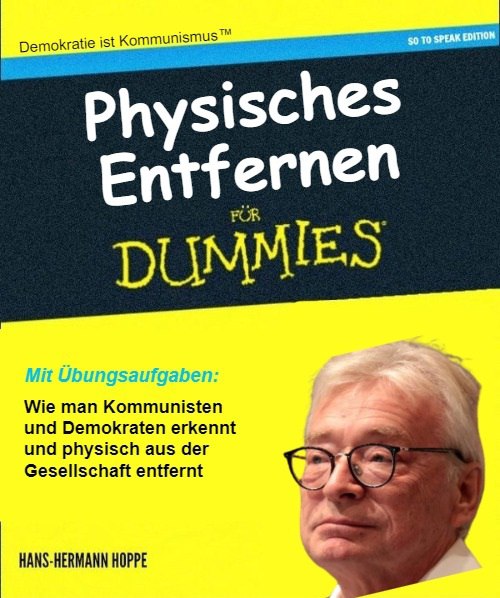 Demokratie ist Kommunismus™
SO TO SPEAK EDITION
Physisches
Entfernen
FÜR
DUMMIES®
Mit Übungsaufgaben:
Wie man Kommunisten
und Demokraten erkennt
und physisch aus der
Gesellschaft entfernt
HANS-HERMANN HOPPE